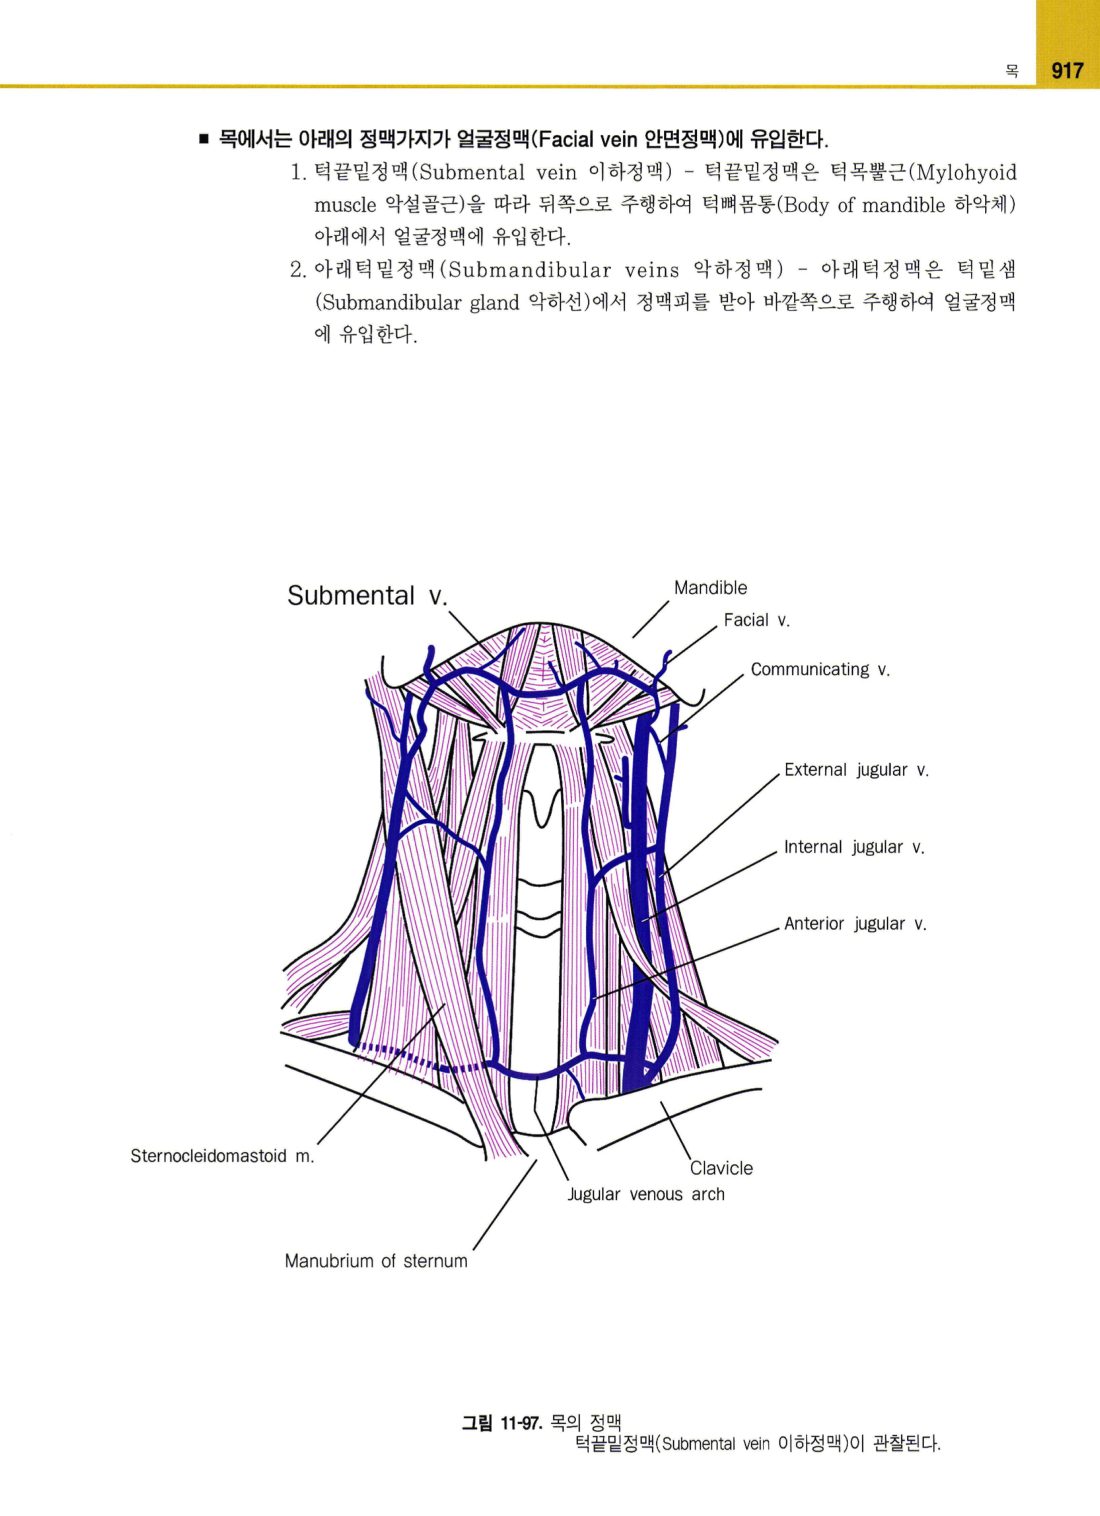 목 917
■ 목에서는 아래의 정맥가지가 얼굴정맥(Facial vein 안면정맥)에 유입한다.
1. 턱끝밑정맥(Submental vein 이하정맥) - 턱끝밑정맥은 턱목뿔근(Mylohyoid
muscle 악설골근)을 따라 뒤쪽으로 주행하여 턱뼈몸통(Body of mandible 하악체)
아래에서 얼굴정맥에 유입한다.
2. 아래턱밑정맥(Submandibular veins 악하정맥) - 아래턱정맥은 턱밑샘
(Submandibular gland 악하선)에서 정맥피를 받아 바깥쪽으로 주행하여 얼굴정맥
에 유입한다.
Submental v.
Mandible
Facial v.
Communicating v.
External jugular v.
Internal jugular v.
Anterior jugular v.
Sternocleidomastoid m.
Clavicle
Jugular venous arch
Manubrium of sternum
그림 11-97. 목의 정맥
턱끝밑정맥(Submental vein 이하정맥)이 관찰된다.